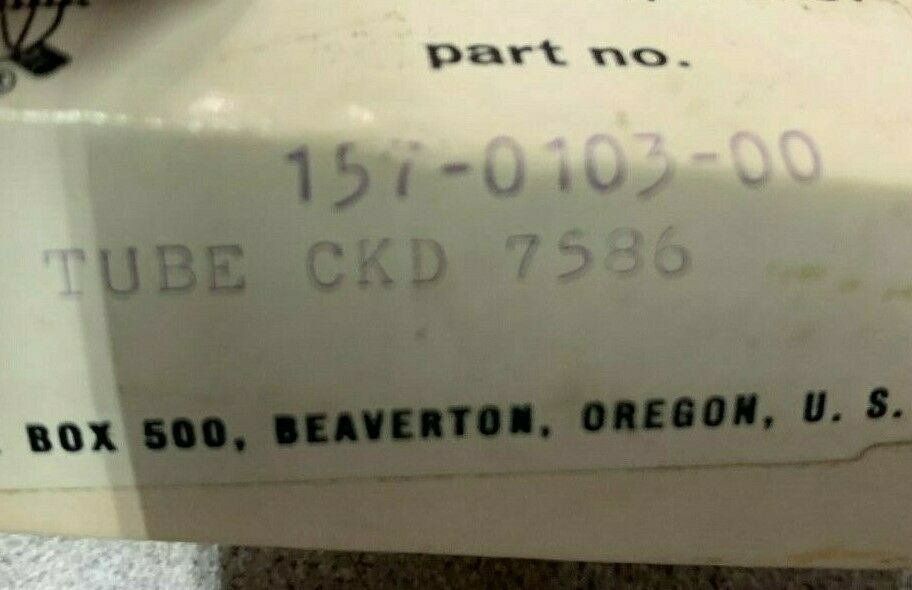 part no.
157-0103-00
TUBE CKD 7586
BOX 500, BEAVERTON, OREGON, U. S.